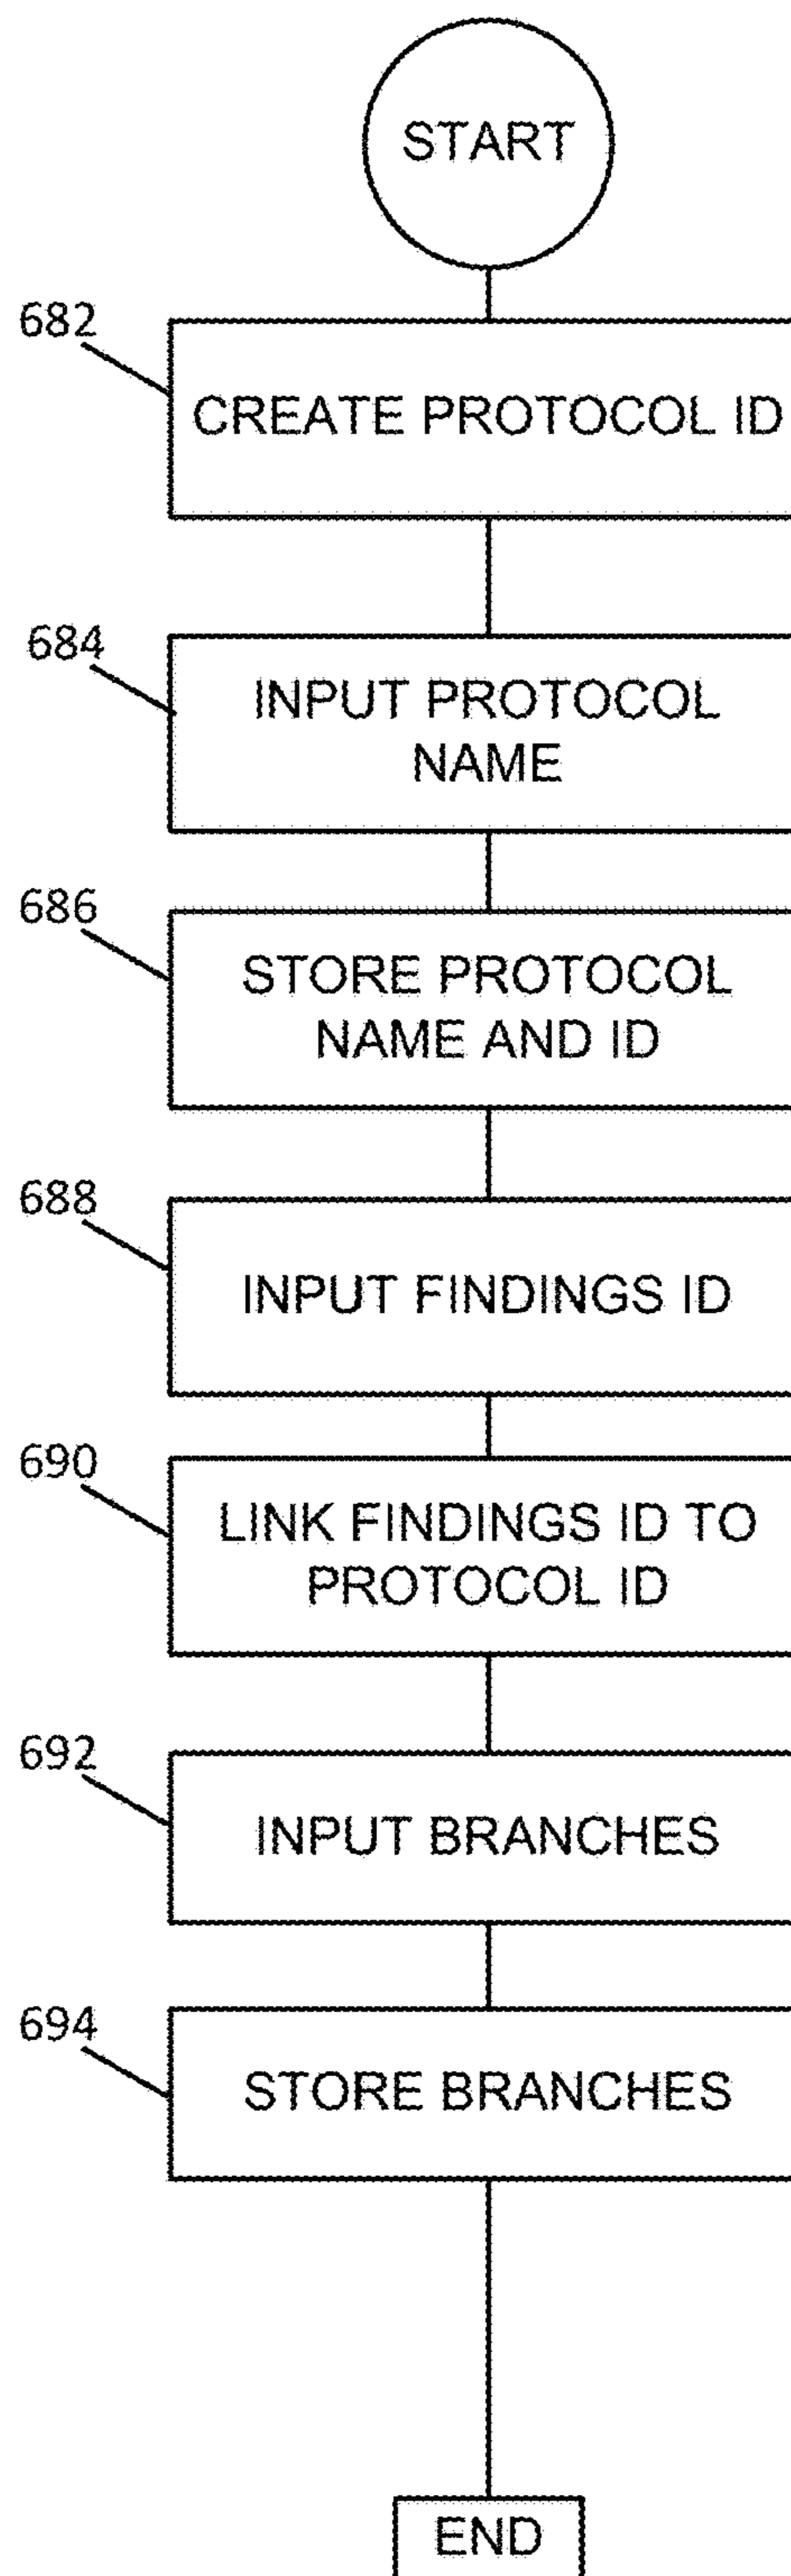 START
682
CREATE PROTOCOL ID
684
INPUT PROTOCOL
NAME
686
STORE PROTOCOL
NAME AND ID
688
INPUT FINDINGS ID
690
LINK FINDINGS ID TO
PROTOCOL ID
692
INPUT BRANCHES
694
STORE BRANCHES
END